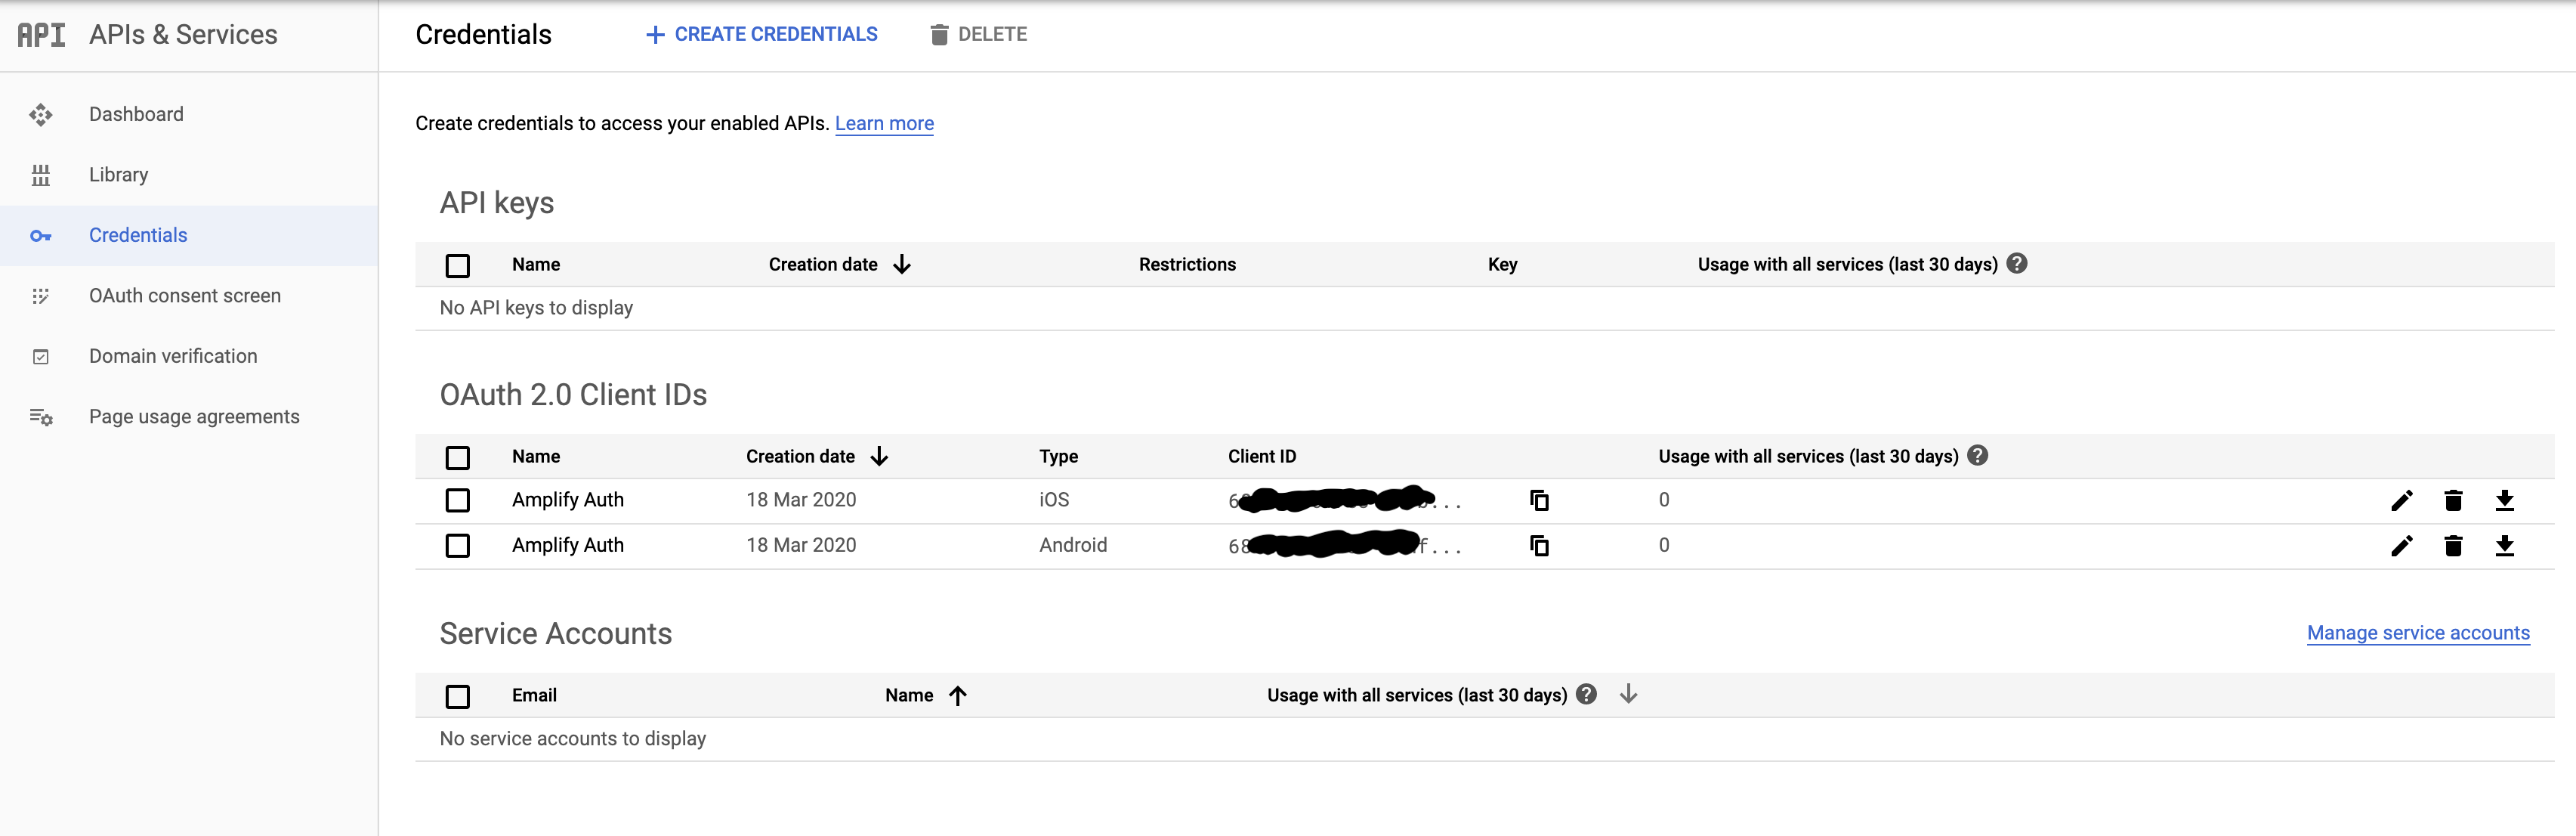 API APIs & Services
Credentials
CREATE CREDENTIALS
DELETE
Dashboard
Library
Credentials
OAuth consent screen
Domain verification
Page usage agreements
Create credentials to access your enabled APIs. Learn more
API keys
Name Creation date Restrictions Key Usage with all services (last 30 days)
No API keys to display
OAuth 2.0 Client IDs
Name Creation date Type Client ID Usage with all services (last 30 days)
Amplify Auth 18 Mar 2020 iOS 0
Amplify Auth 18 Mar 2020 Android 0
Service Accounts
Manage service accounts
Email Name Usage with all services (last 30 days)
No service accounts to display